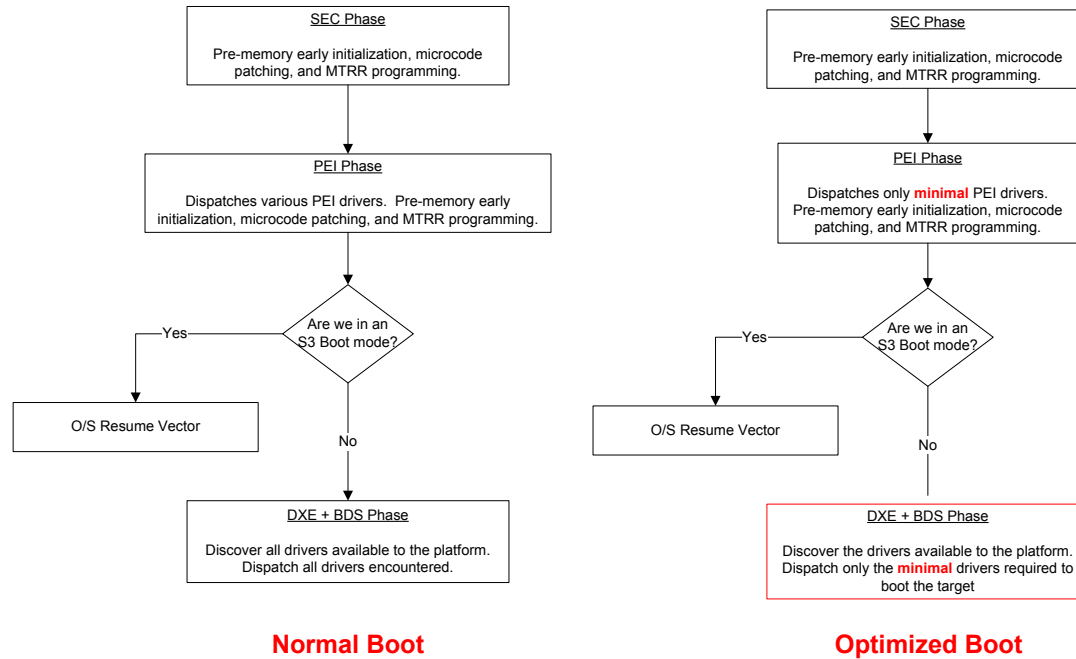 SEC Phase
Pre-memory early initialization, microcode
patching, and MTRR programming.
PEI Phase
Dispatches various PEI drivers.  Pre-memory early
initialization, microcode patching, and MTRR programming.
Are we in an
S3 Boot mode?
Yes
O/S Resume Vector
No
DXE + BDS Phase
Discover all drivers available to the platform.
Dispatch all drivers encountered.
Normal Boot
SEC Phase
Pre-memory early initialization, microcode
patching, and MTRR programming.
PEI Phase
Dispatches only minimal PEI drivers.
Pre-memory early initialization, microcode
patching, and MTRR programming.
Are we in an
S3 Boot mode?
Yes
O/S Resume Vector
No
DXE + BDS Phase
Discover the drivers available to the platform.
Dispatch only the minimal drivers required to
boot the target
Optimized Boot